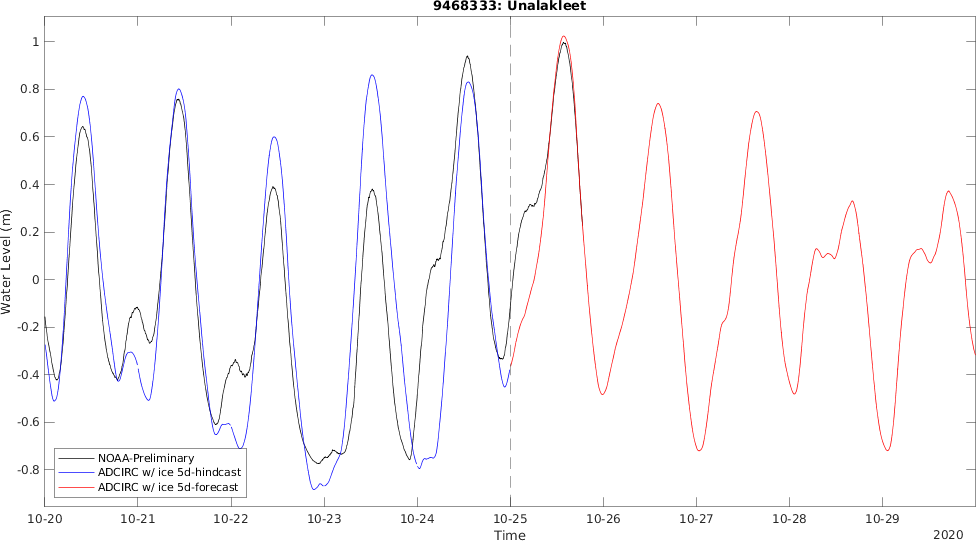 9468333: Unalakleet
1
0.8
0.6
0.4
0.2
0
-0.2
-0.4
-0.6
-0.8
Water Level (m)
NOAA-Preliminary
ADCIRC w/ ice 5d-hindcast
ADCIRC w/ ice 5d-forecast
10-20 10-21 10-22 10-23 10-24 10-25 10-26 10-27 10-28 10-29
Time
2020